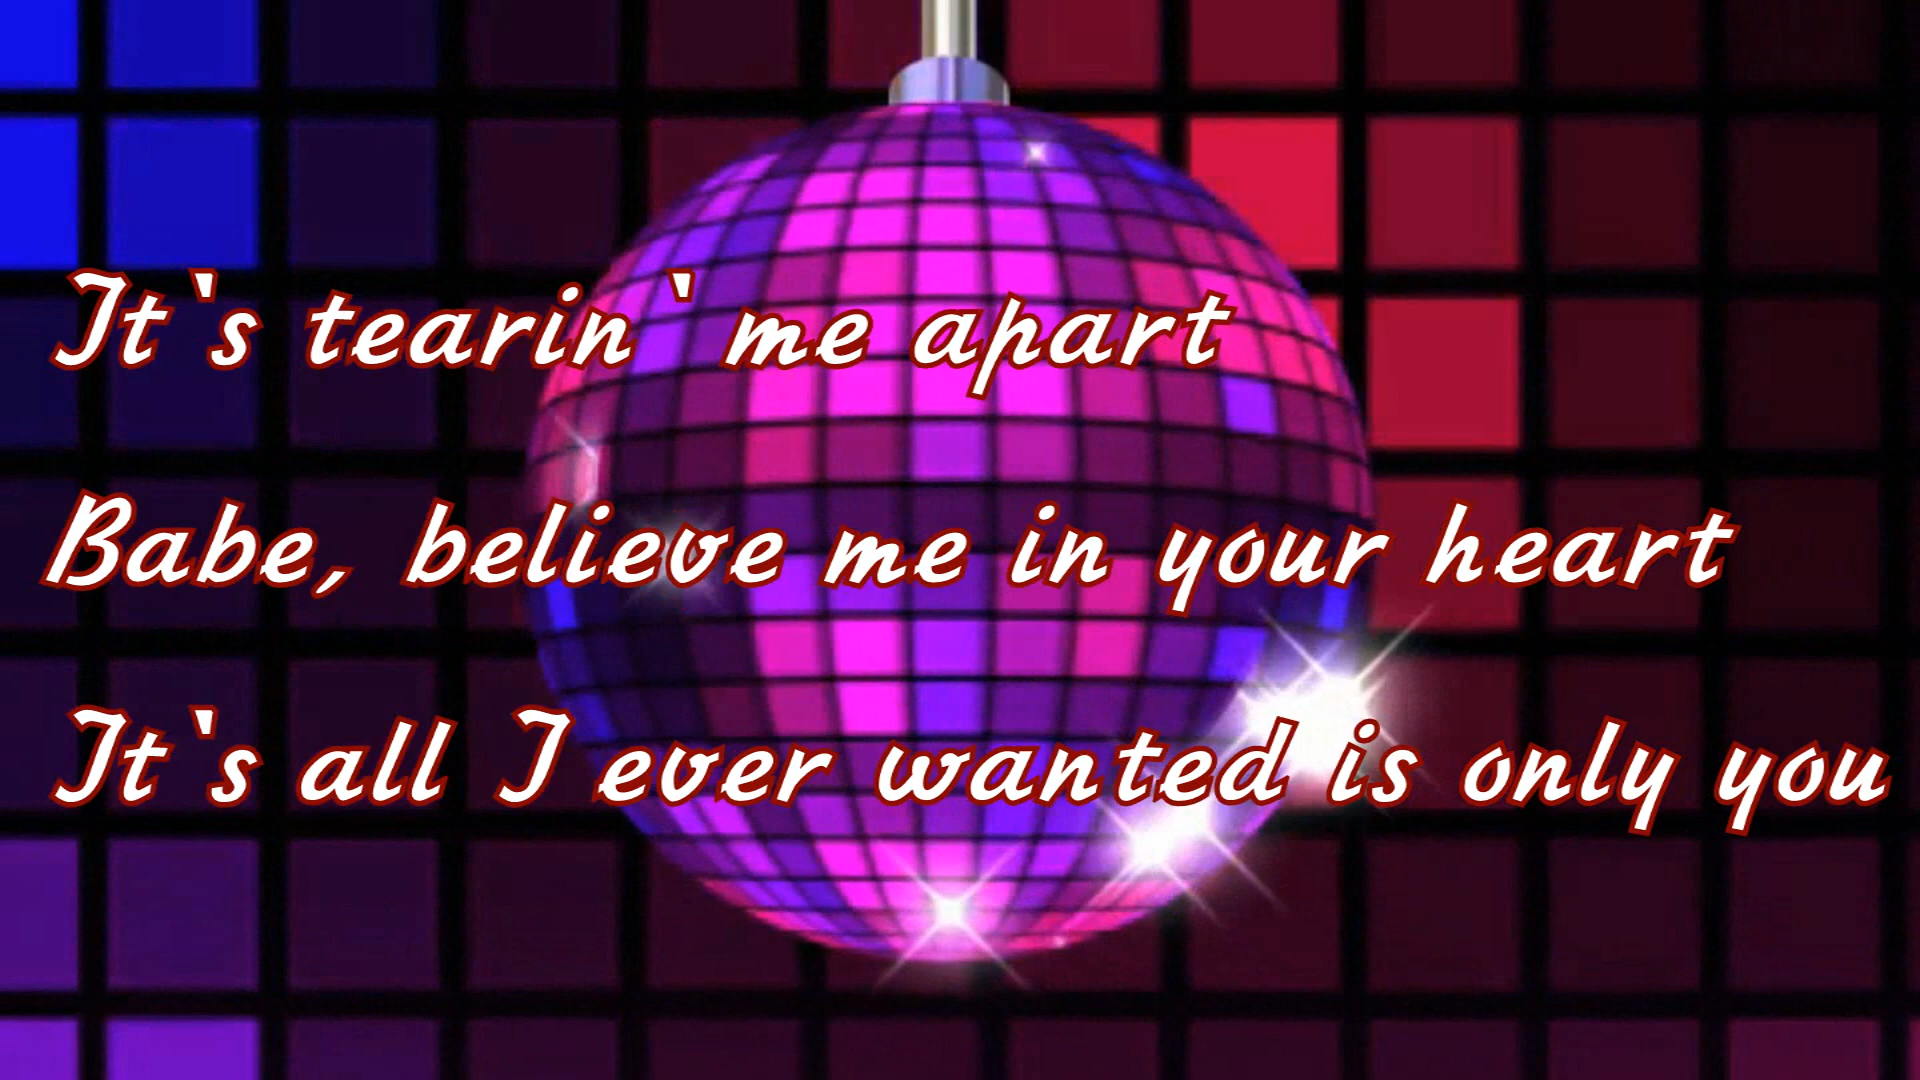 It`s tearin` me apart
Babe, believe me in your heart
It`s all I ever wanted is only you